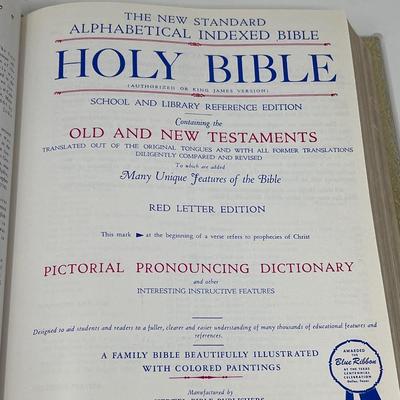 THE NEW STANDARD
ALPHABETICAL INDEXED BIBLE
HOLY BIBLE
(AUTHORIZED OR KING JAMES VERSION)
SCHOOL AND LIBRARY REFERENCE EDITION
Containing the
OLD AND NEW TESTAMENTS
TRANSLATED OUT OF THE ORIGINAL TONGUES AND WITH ALL FORMER TRANSLATIONS
DILIGENTLY COMPARED AND REVISED
To which are added
Many Unique Features of the Bible
RED LETTER EDITION
This mark ► at the beginning of a verse refers to prophecies of Christ
PICTORIAL PRONOUNCING DICTIONARY
and other
INTERESTING INSTRUCTIVE FEATURES
Designed to aid students and readers to a fuller, clearer and easier understanding of many thousands of educational features and
references.
A FAMILY BIBLE BEAUTIFULLY ILLUSTRATED
WITH COLORED PAINTINGS
Manufactured by
BIBLE PUBLISHERS
AWARDED
THE
Blue Ribbon
AT THE TEXAS
CENTENNIAL
CELEBRATION
Dallas, Texas